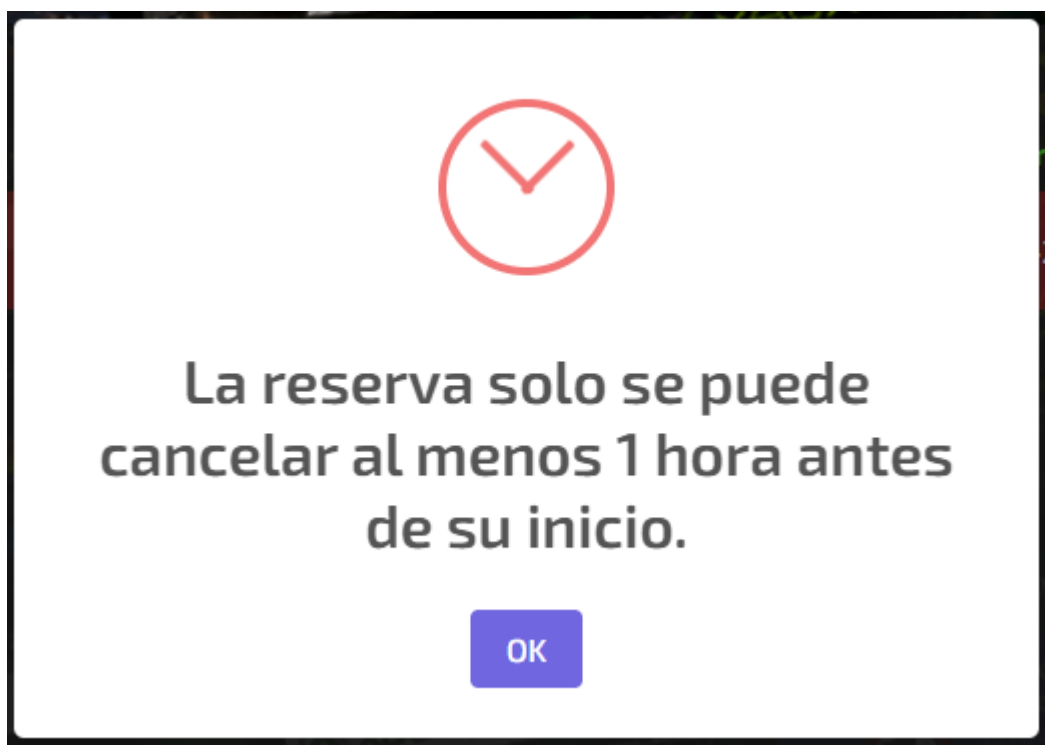 La reserva solo se puede
cancelar al menos 1 hora antes
de su inicio.
OK